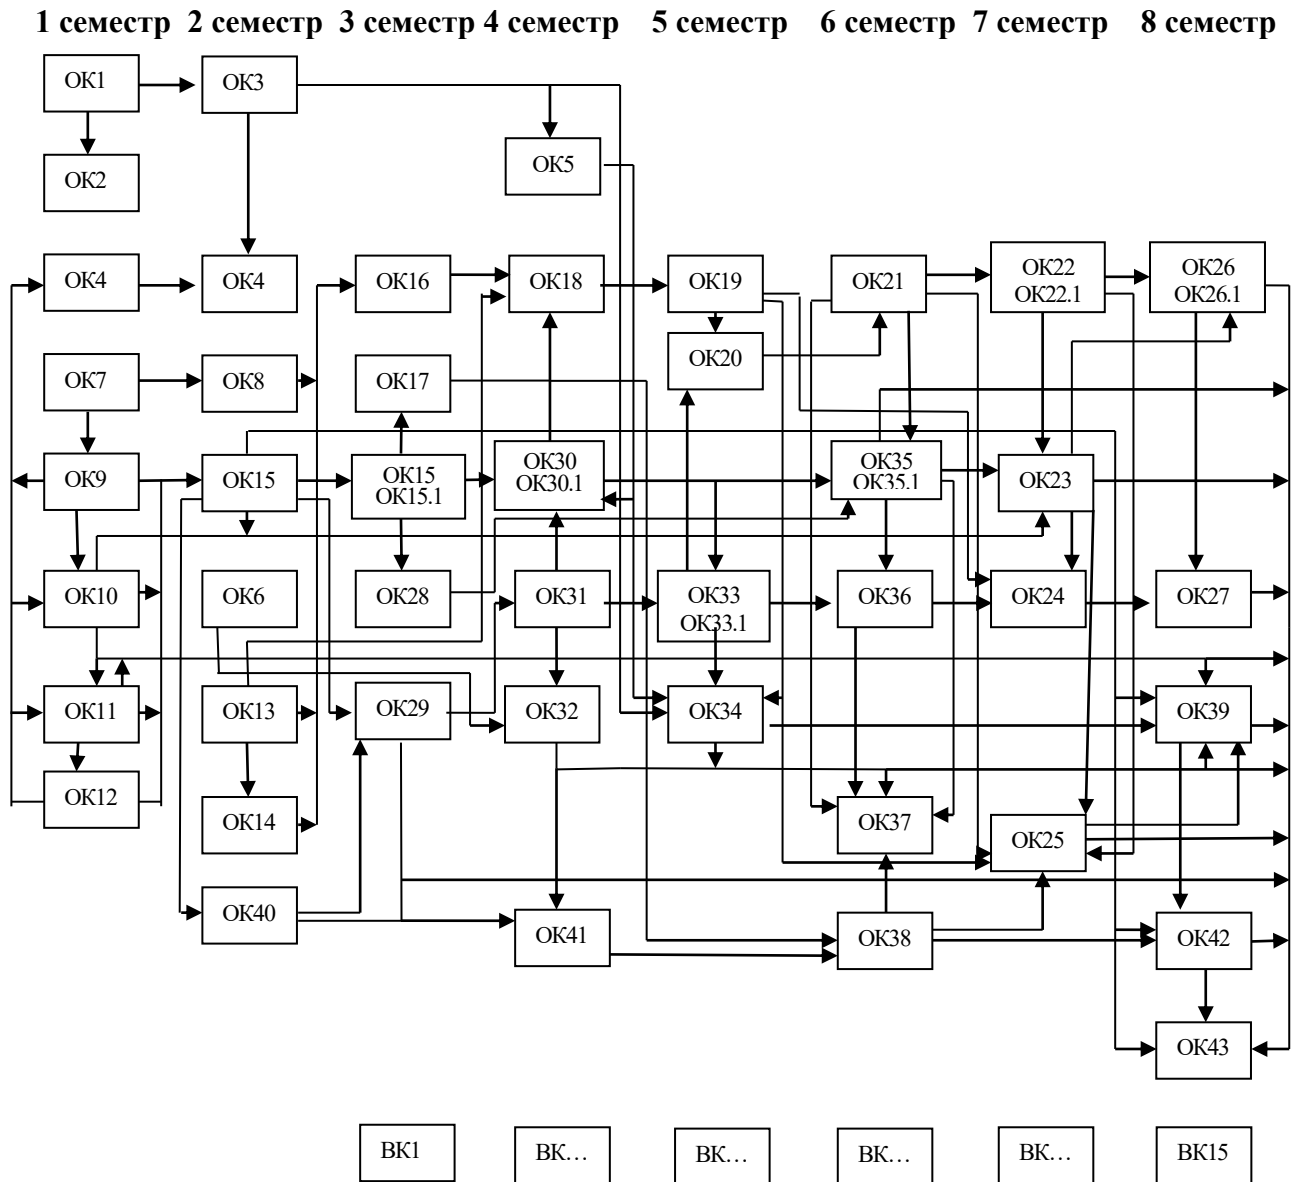 1 семестр 2 семестр 3 семестр 4 семестр 5 семестр 6 семестр 7 семестр 8 семестр
ОК1 ОК3
ОК5
ОК2
ОК4 ОК4 ОК16 ОК18 ОК19 ОК21 ОК22 ОК26
ОК22.1 ОК26.1
ОК20
ОК7 ОК8 ОК17
ОК9 ОК15 ОК15 ОК30 ОК35 ОК23
ОК15.1 ОК30.1 ОК35.1
ОК10 ОК6 ОК28 ОК31 ОК33 ОК36 ОК24 ОК27
ОК33.1
ОК11 ОК13 ОК29 ОК32 ОК34 ОК39
ОК12
ОК14 ОК37 ОК25
ОК40 ОК41 ОК38 ОК42
ОК43
ВК1 ВК… ВК… ВК… ВК… ВК15